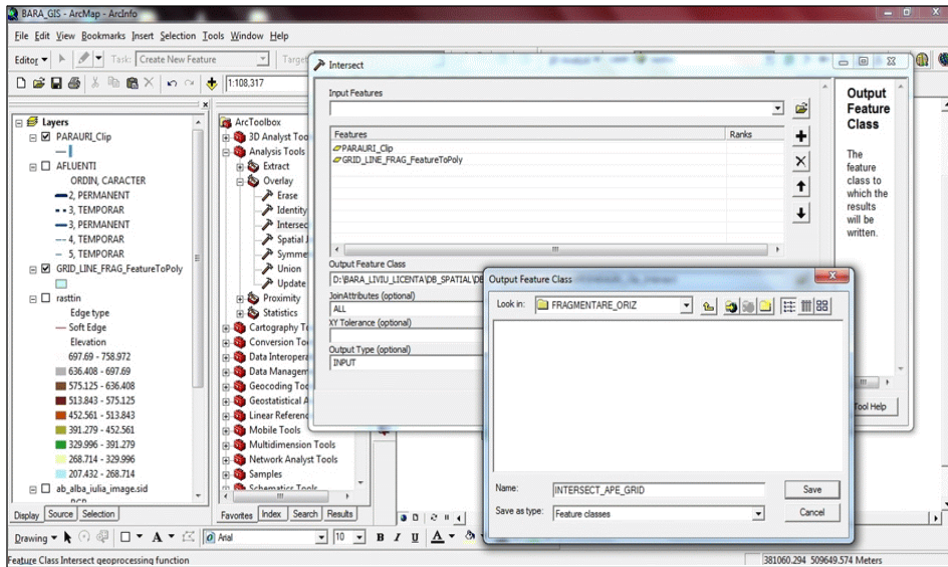 BARA_GIS - ArcMap - ArcInfo
File Edit View Bookmarks Insert Selection Tools Window Help
Editor Task: Create New Feature Target
1:108,317
Layers
PARAURI_Clip
AFLUENTI
ORDIN, CARACTER
2, PERMANENT
3, TEMPORAR
3, PERMANENT
4, TEMPORAR
5, TEMPORAR
GRID_LINE_FRAG_FeatureToPoly
rasttin
Edge type
Soft Edge
Elevation
697.69 - 758.972
636.408 - 697.69
575.125 - 636.408
513.843 - 575.125
452.561 - 513.843
391.279 - 452.561
329.996 - 391.279
268.714 - 329.996
207.432 - 268.714
ab_alba_iulia_image.sid
Display Source Selection
ArcToolbox
3D Analyst Too
Analysis Tools
Extract
Overlay
Erase
Identity
Intersec
Spatial J
Symme
Union
Update
Proximity
Statistics
Cartography T
Conversion To
Data Interopera
Data Managem
Geocoding Too
Geostatistical A
Linear Referenc
Mobile Tools
Multidimension Tools
Network Analyst Tools
Samples
Schematics Tools
Favorites Index Search Results
Intersect
Input Features
Features Ranks
PARAURI_Clip
GRID_LINE_FRAG_FeatureToPoly
Output Feature Class
D:\BARA_LIVIU_LICENTA\DB_SPATIAL\DB
JoinAttributes (optional)
ALL
XY Tolerance (optional)
Output Type (optional)
INPUT
Output Feature Class
The feature class to which the results will be written.
Tool Help
Output Feature Class
Look in: FRAGMENTARE_ORIZ
Name: INTERSECT_APE_GRID Save
Save as type: Feature classes Cancel
Drawing A Arial 10 B I U A
Feature Class Intersect geoprocessing function
381060.294 509649.574 Meters